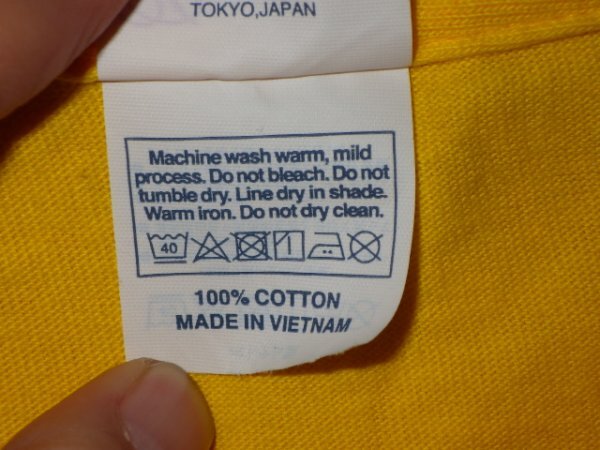 TOKYO,JAPAN
Machine wash warm, mild
process. Do not bleach. Do not
tumble dry. Line dry in shade.
Warm iron. Do not dry clean.
40
100% COTTON
MADE IN VIETNAM